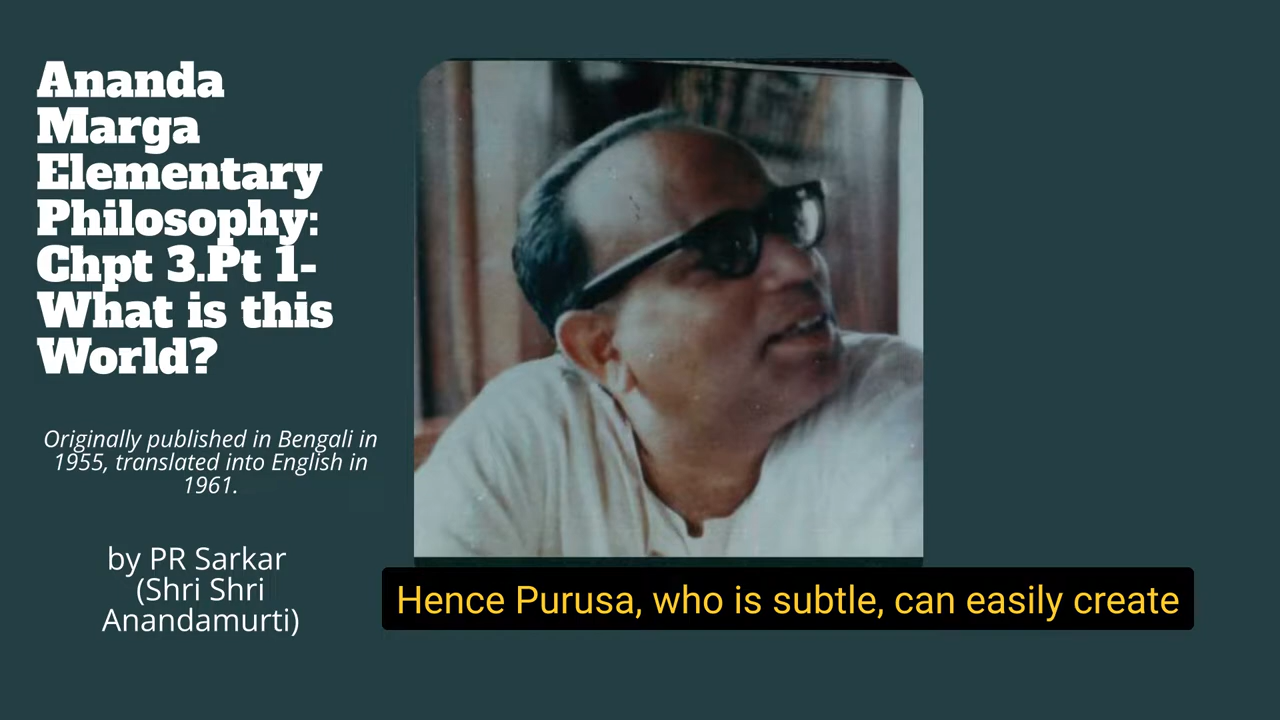 Ananda
Marga
Elementary
Philosophy:
Chpt 3.Pt 1-
What is this
World?
Originally published in Bengali in
1955, translated into English in
1961.
by PR Sarkar
(Shri Shri
Anandamurti)
Hence Purusa, who is subtle, can easily create